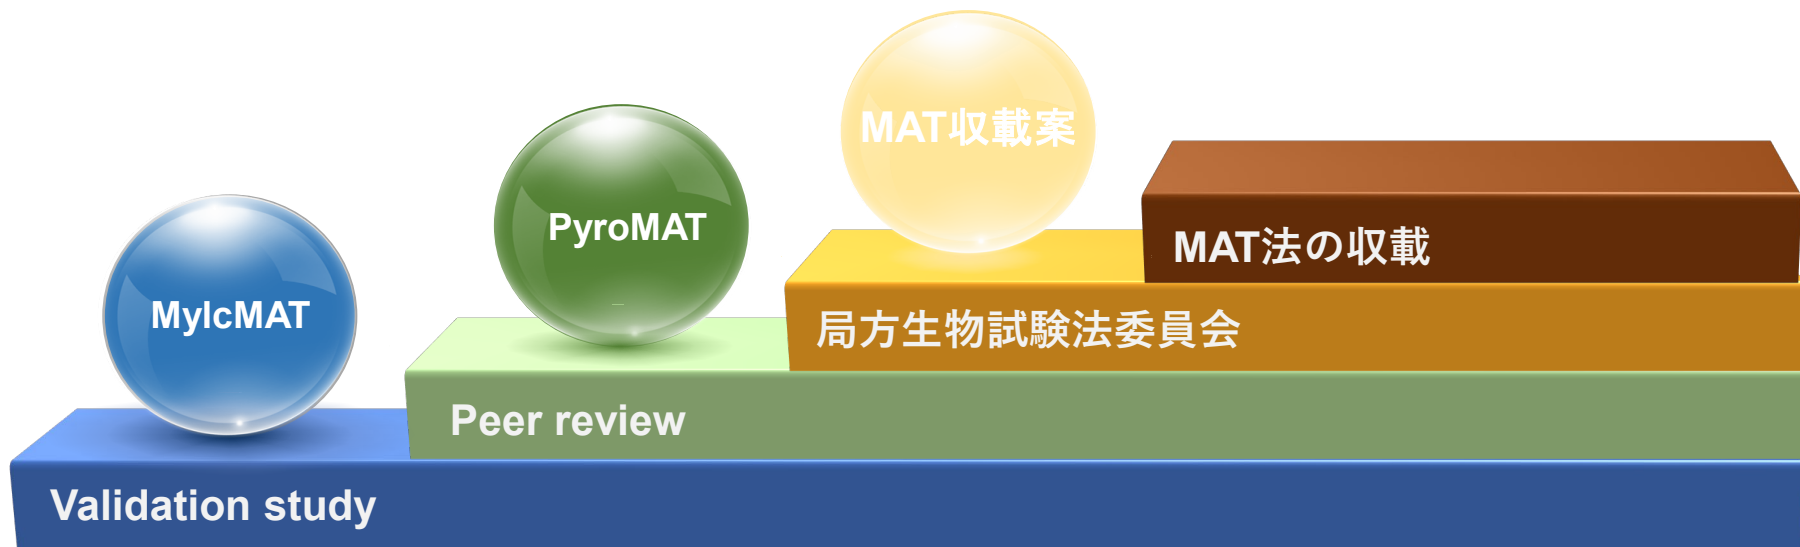 MylcMAT
PyroMAT
MAT収載案
MAT法の収載
局方生物試験法委員会
Peer review
Validation study